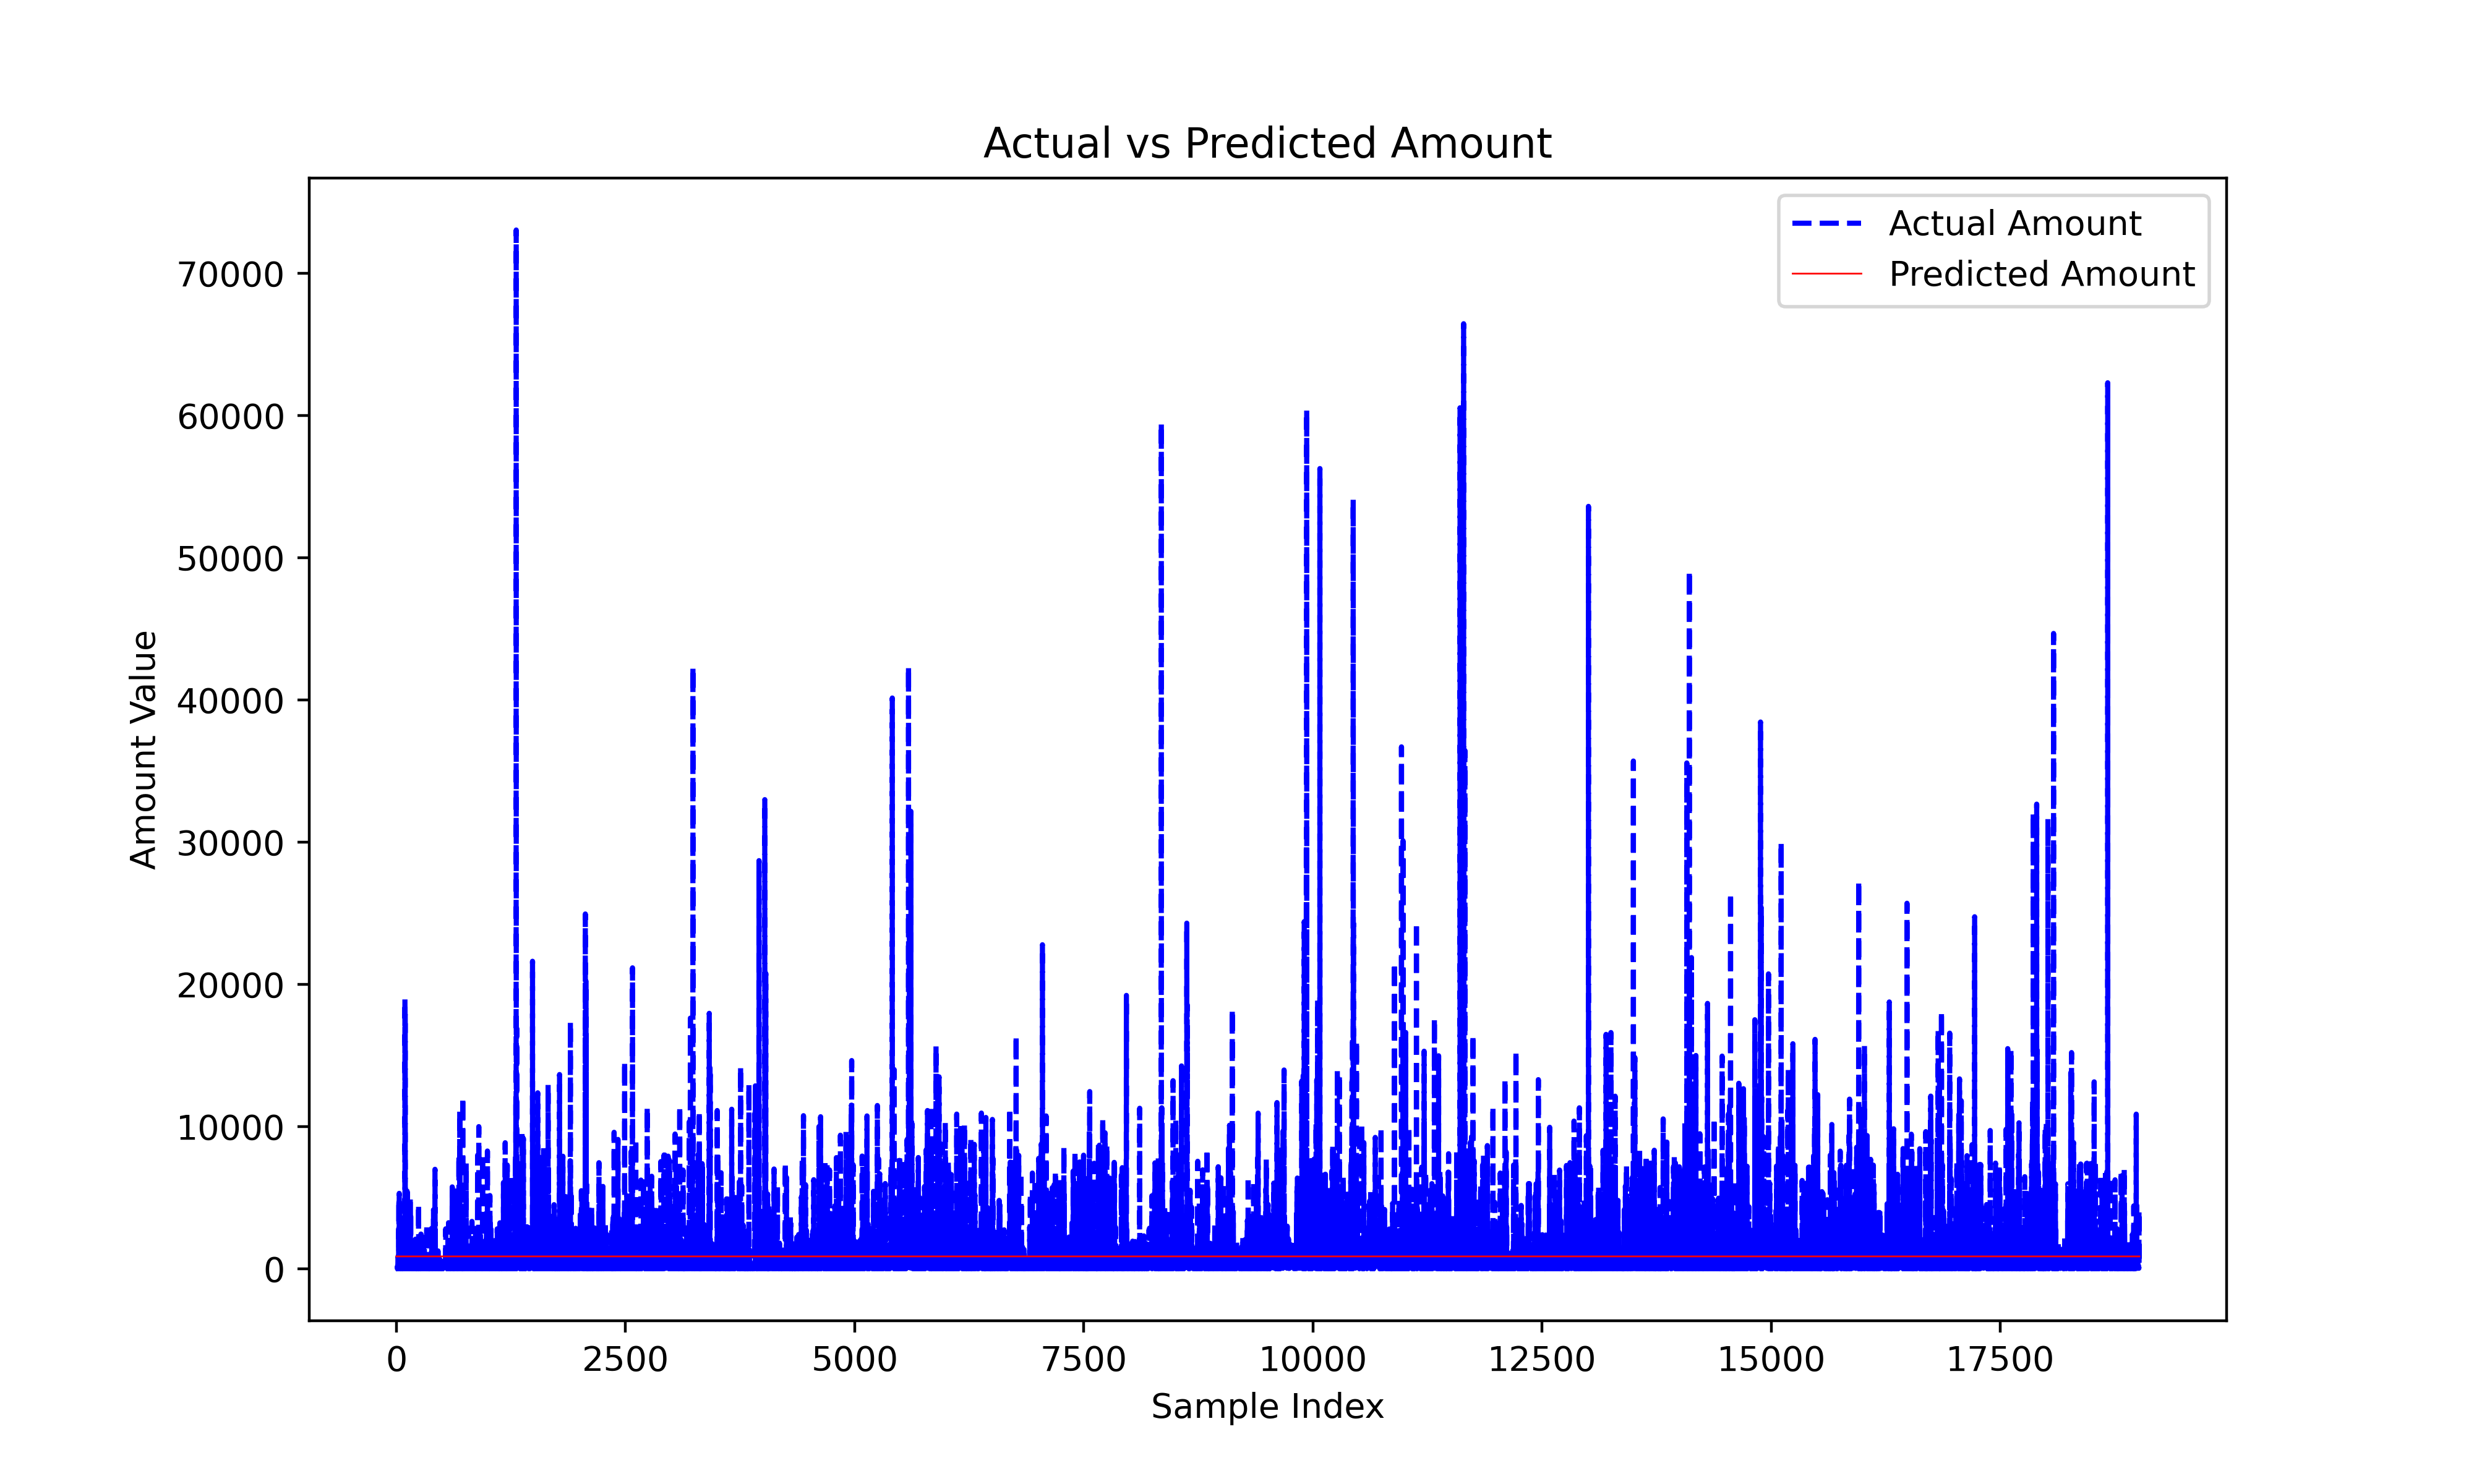 Actual vs Predicted Amount
Actual Amount
Predicted Amount
70000
60000
50000
40000
30000
20000
10000
0
Amount Value
0 2500 5000 7500 10000 12500 15000 17500
Sample Index